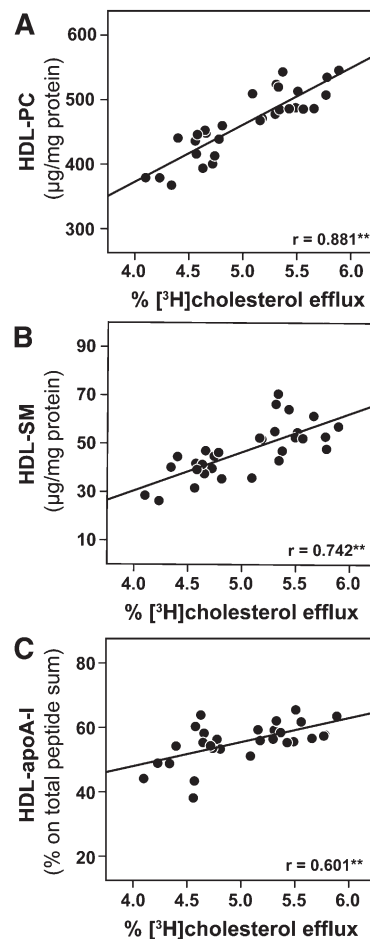 A
HDL-PC
(µg/mg protein)
600
500
400
300
r = 0.881**
4.0 4.5 5.0 5.5 6.0
% [³H]cholesterol efflux
B
HDL-SM
(µg/mg protein)
90
70
50
30
10
r = 0.742**
4.0 4.5 5.0 5.5 6.0
% [³H]cholesterol efflux
C
HDL-apoA-I
(% on total peptide sum)
80
60
40
20
r = 0.601**
4.0 4.5 5.0 5.5 6.0
% [³H]cholesterol efflux